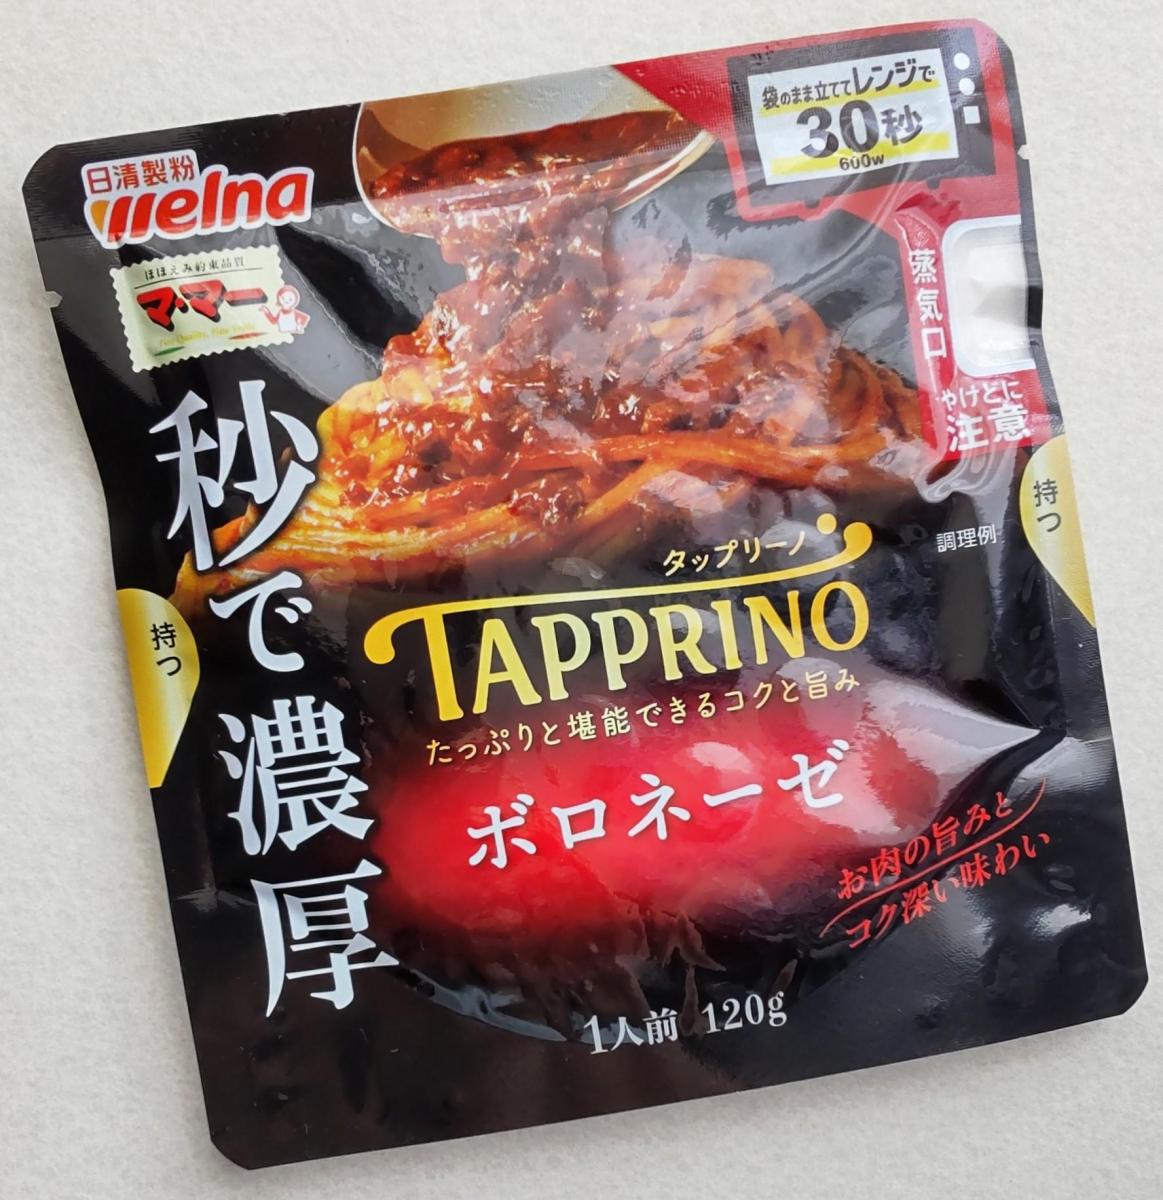 日清製粉
Welna
ほほえみ約束品質
マ・マー
袋のまま立ててレンジで
30秒
600w
蒸気口
やけどに
注意
持つ
調理例
秒で濃厚
持つ
タップリーノ
TAPPRINO
たっぷりと堪能できるコクと旨み
ボロネーゼ
お肉の旨みと
コク深い味わい
1人前 120g